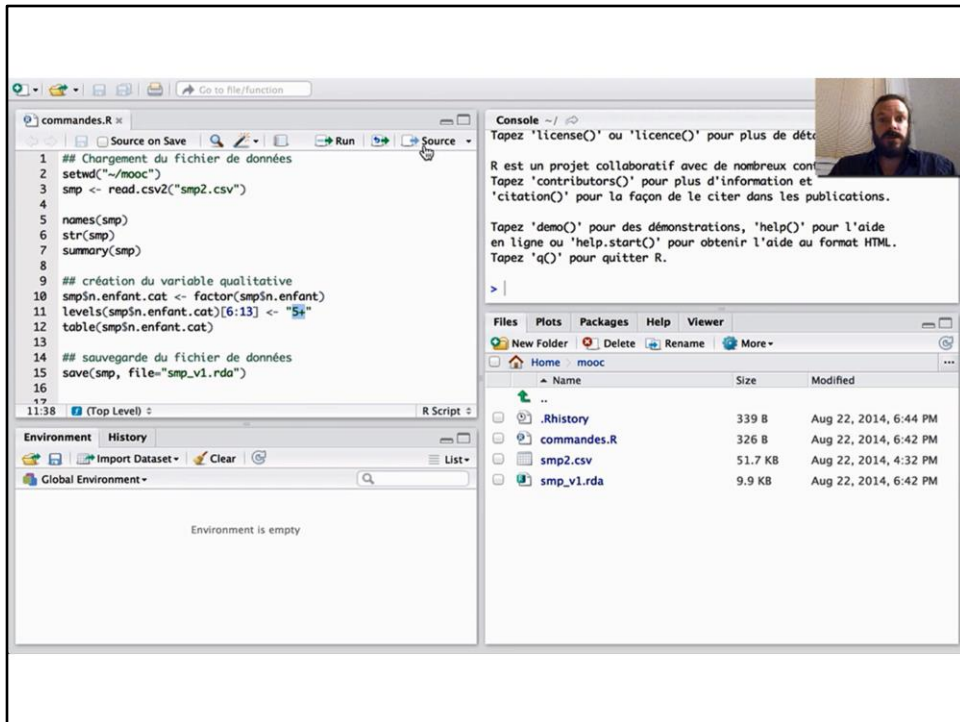 Go to file/function
commandes.R
Source on Save
Run
Source
1 ## Chargement du fichier de données
2 setwd("~/mooc")
3 smp <- read.csv2("smp2.csv")
4
5 names(smp)
6 str(smp)
7 summary(smp)
8
9 ## création du variable qualitative
10 smp$n.enfant.cat <- factor(smp$n.enfant)
11 levels(smp$n.enfant.cat)[6:13] <- "5+"
12 table(smp$n.enfant.cat)
13
14 ## sauvegarde du fichier de données
15 save(smp, file="smp_v1.rda")
16
17
11:38 (Top Level) R Script
Environment History
Import Dataset Clear List
Global Environment
Environment is empty
Console ~/
Tapez 'license()' ou 'licence()' pour plus de
R est un projet collaboratif avec de nombreux
Tapez 'contributors()' pour plus d'information et
'citation()' pour la façon de le citer dans les publications.
Tapez 'demo()' pour des démonstrations, 'help()' pour l'aide
en ligne ou 'help.start()' pour obtenir l'aide au format HTML.
Tapez 'q()' pour quitter R.
>
Files Plots Packages Help Viewer
New Folder Delete Rename More
Home mooc
Name Size Modified
..
.Rhistory 339 B Aug 22, 2014, 6:44 PM
commandes.R 326 B Aug 22, 2014, 6:42 PM
smp2.csv 51.7 KB Aug 22, 2014, 4:32 PM
smp_v1.rda 9.9 KB Aug 22, 2014, 6:42 PM